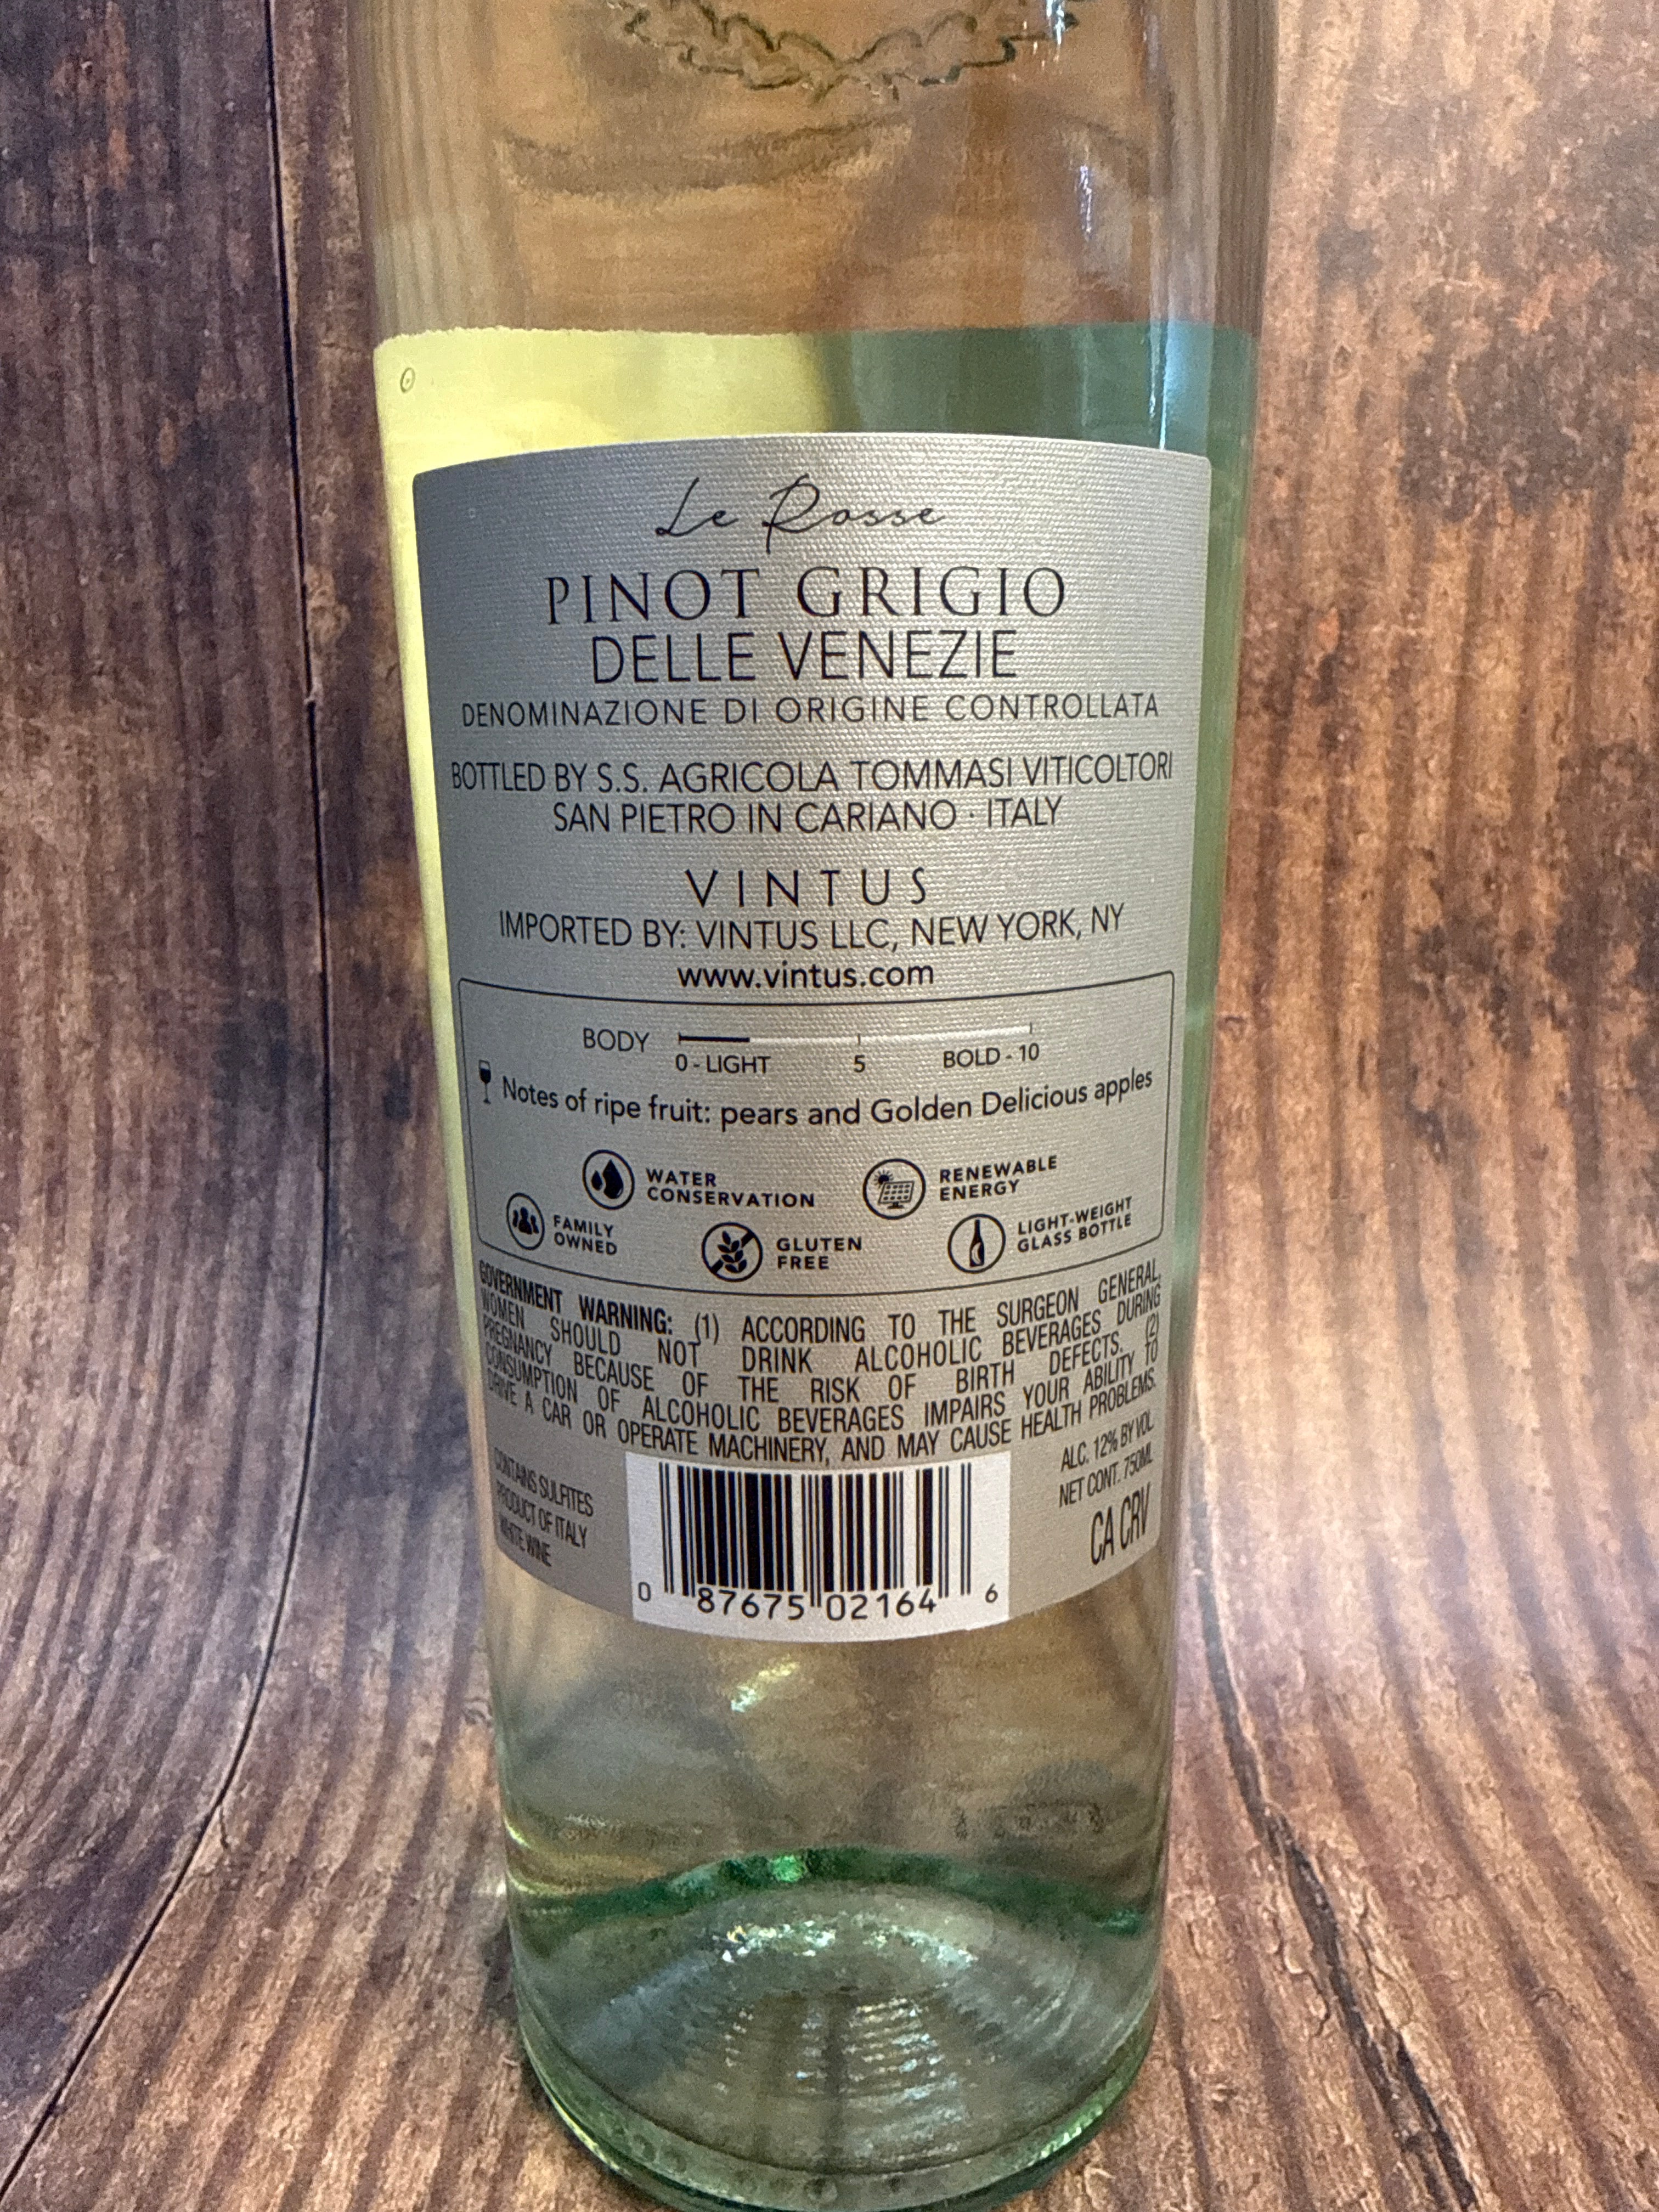 Le Rosse
PINOT GRIGIO
DELLE VENEZIE
DENOMINAZIONE DI ORIGINE CONTROLLATA
BOTTLED BY S.S. AGRICOLA TOMMASI VITICOLTORI
SAN PIETRO IN CARIANO · ITALY
VINTUS
IMPORTED BY: VINTUS LLC, NEW YORK, NY
www.vintus.com
BODY
0 - LIGHT 5 BOLD - 10
Notes of ripe fruit: pears and Golden Delicious apples
WATER
CONSERVATION
RENEWABLE
ENERGY
FAMILY
OWNED
GLUTEN
FREE
LIGHT-WEIGHT
GLASS BOTTLE
GOVERNMENT WARNING: (1) ACCORDING TO THE SURGEON GENERAL,
WOMEN SHOULD NOT DRINK ALCOHOLIC BEVERAGES DURING
PREGNANCY BECAUSE OF THE RISK OF BIRTH DEFECTS. (2)
CONSUMPTION OF ALCOHOLIC BEVERAGES IMPAIRS YOUR ABILITY TO
DRIVE A CAR OR OPERATE MACHINERY, AND MAY CAUSE HEALTH PROBLEMS.
CONTAINS SULFITES
PRODUCT OF ITALY
WHITE WINE
ALC. 12% BY VOL
NET CONT. 750ML
CA CRV
0 87675 02164 6